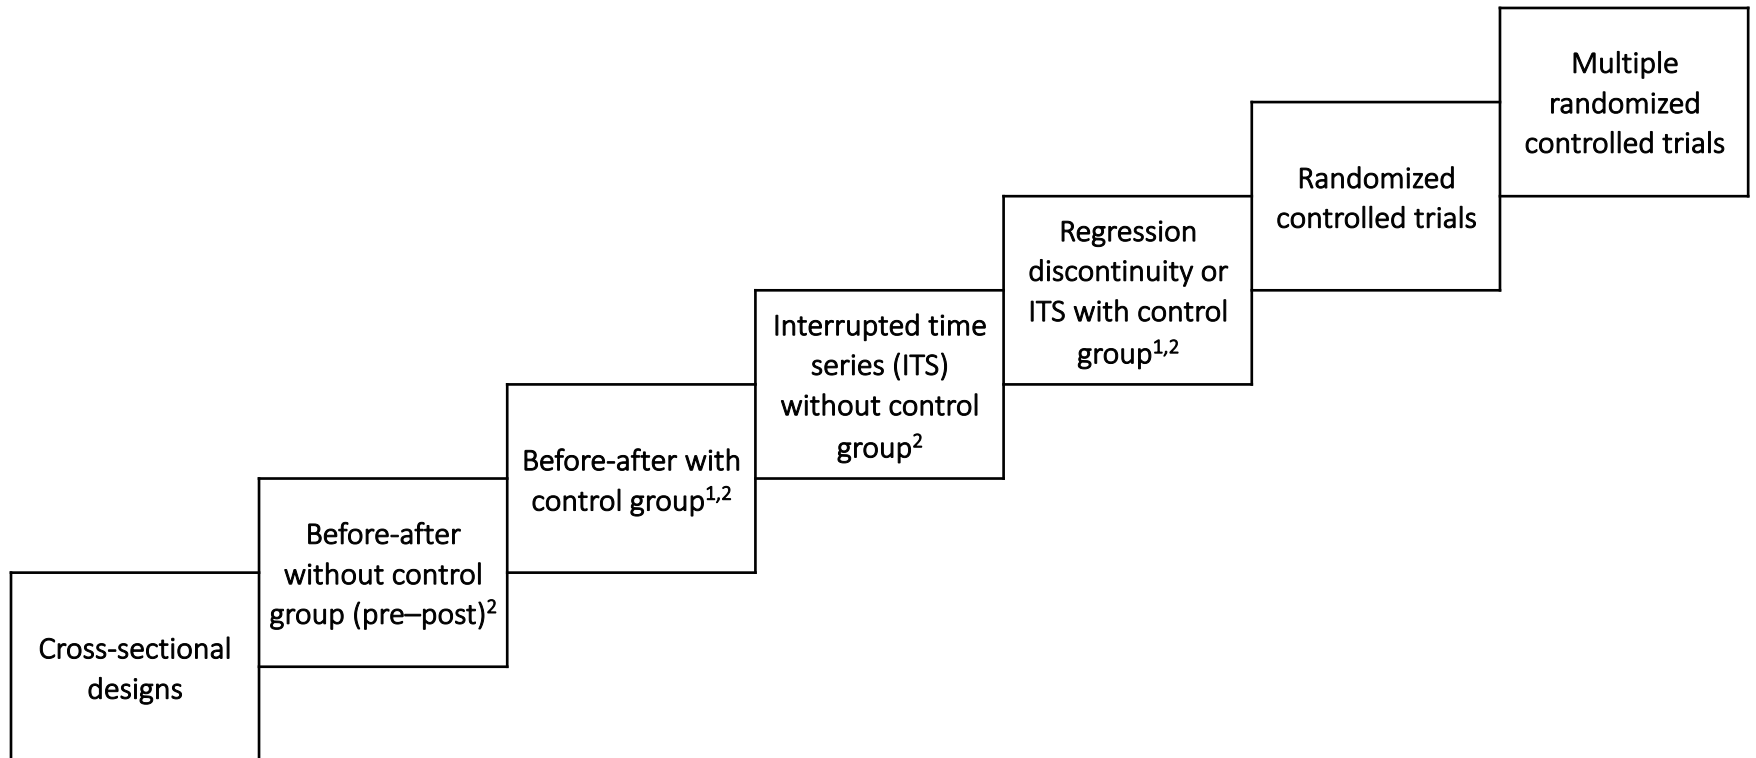 Multiple
randomized
controlled trials
Randomized
controlled trials
Regression
discontinuity or
ITS with control
group1,2
Interrupted time
series (ITS)
without control
group2
Before-after with
control group1,2
Before-after
without control
group (pre–post)2
Cross-sectional
designs